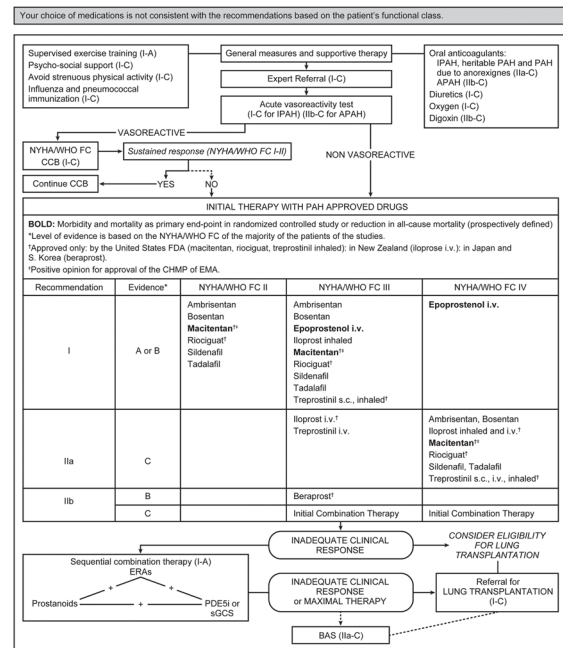 Your choice of medications is not consistent with the recommendations based on the patient's functional class.
Supervised exercise training (I-A)
Psycho-social support (I-C)
Avoid strenuous physical activity (I-C)
Influenza and pneumococcal
immunization (I-C)
General measures and supportive therapy
Expert Referral (I-C)
Acute vasoreactivity test
(I-C for IPAH) (IIb-C for APAH)
Oral anticoagulants:
IPAH, heritable PAH and PAH
due to anorexignes (IIa-C)
APAH (IIb-C)
Diuretics (I-C)
Oxygen (I-C)
Digoxin (IIb-C)
VASOREACTIVE
NON VASOREACTIVE
NYHA/WHO FC
CCB (I-C)
Sustained response (NYHA/WHO FC I-II)
Continue CCB
YES
NO
INITIAL THERAPY WITH PAH APPROVED DRUGS
BOLD: Morbidity and mortality as primary end-point in randomized controlled study or reduction in all-cause mortality (prospectively defined)
*Level of evidence is based on the NYHA/WHO FC of the majority of the patients of the studies.
†Approved only: by the United States FDA (macitentan, riociguat, treprostinil inhaled): in New Zealand (iloprose i.v.): in Japan and
S. Korea (beraprost).
‡Positive opinion for approval of the CHMP of EMA.
Recommendation Evidence* NYHA/WHO FC II NYHA/WHO FC III NYHA/WHO FC IV
I
A or B
Ambrisentan
Bosentan
Macitentan†‡
Riociguat†
Sildenafil
Tadalafil
Ambrisentan
Bosentan
Epoprostenol i.v.
Iloprost inhaled
Macitentan†‡
Riociguat†
Sildenafil
Tadalafil
Treprostinil s.c., inhaled†
Epoprostenol i.v.
IIa
C
Iloprost i.v.†
Treprostinil i.v.
Ambrisentan, Bosentan
Iloprost inhaled and i.v.†
Macitentan†‡
Riociguat†
Sildenafil, Tadalafil
Treprostinil s.c., i.v., inhaled†
IIb
B
Beraprost†
C
Initial Combination Therapy
Initial Combination Therapy
INADEQUATE CLINICAL
RESPONSE
CONSIDER ELIGIBILITY
FOR LUNG
TRANSPLANTATION
Sequential combination therapy (I-A)
ERAs
+ +
Prostanoids + PDE5i or
sGCS
INADEQUATE CLINICAL
RESPONSE
or MAXIMAL THERAPY
Referral for
LUNG TRANSPLANTATION
(I-C)
BAS (IIa-C)